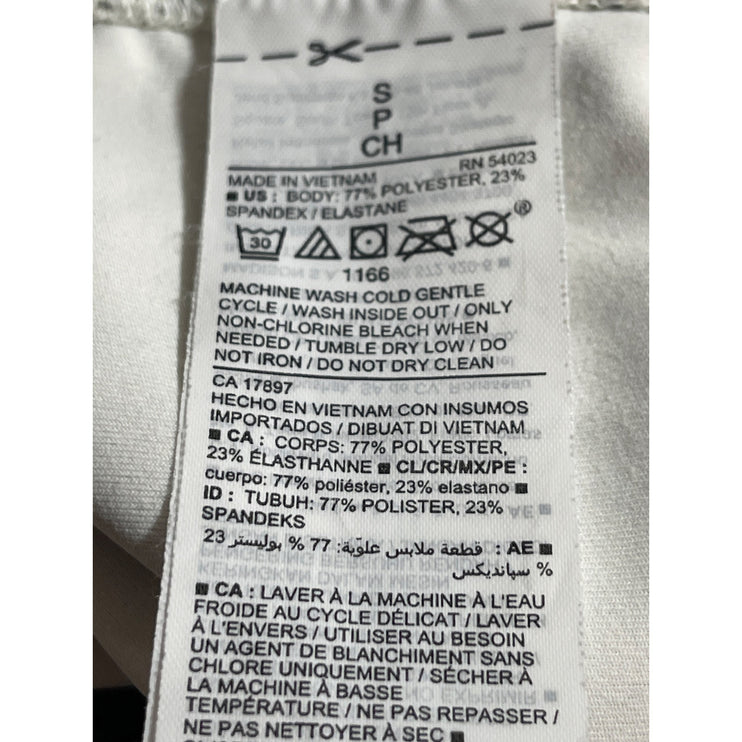 S
P
CH
RN 54023
MADE IN VIETNAM
■ US : BODY: 77% POLYESTER, 23%
SPANDEX / ELASTANE
30
®
1166
MACHINE WASH COLD GENTLE
CYCLE / WASH INSIDE OUT / ONLY
NON-CHLORINE BLEACH WHEN
NEEDED / TUMBLE DRY LOW / DO
NOT IRON / DO NOT DRY CLEAN
CA 17897
HECHO EN VIETNAM CON INSUMOS
IMPORTADOS / DIBUAT DI VIETNAM
■ CA : CORPS: 77% POLYESTER,
23% ÉLASTHANNE ■ CL/CR/MX/PE :
cuerpo: 77% poliéster, 23% elastano ■
ID : TUBUH: 77% POLISTER, 23%
SPANDEKS
■ AE : قطعة ملابس علوّية: 77 % بوليستر 23
% سپانديكس
■ CA : LAVER À LA MACHINE À L'EAU
FROIDE AU CYCLE DÉLICAT / LAVER
À L'ENVERS / UTILISER AU BESOIN
UN AGENT DE BLANCHIMENT SANS
CHLORE UNIQUEMENT / SÉCHER À
LA MACHINE À BASSE
TEMPÉRATURE / NE PAS REPASSER /
NE PAS NETTOYER À SEC ■